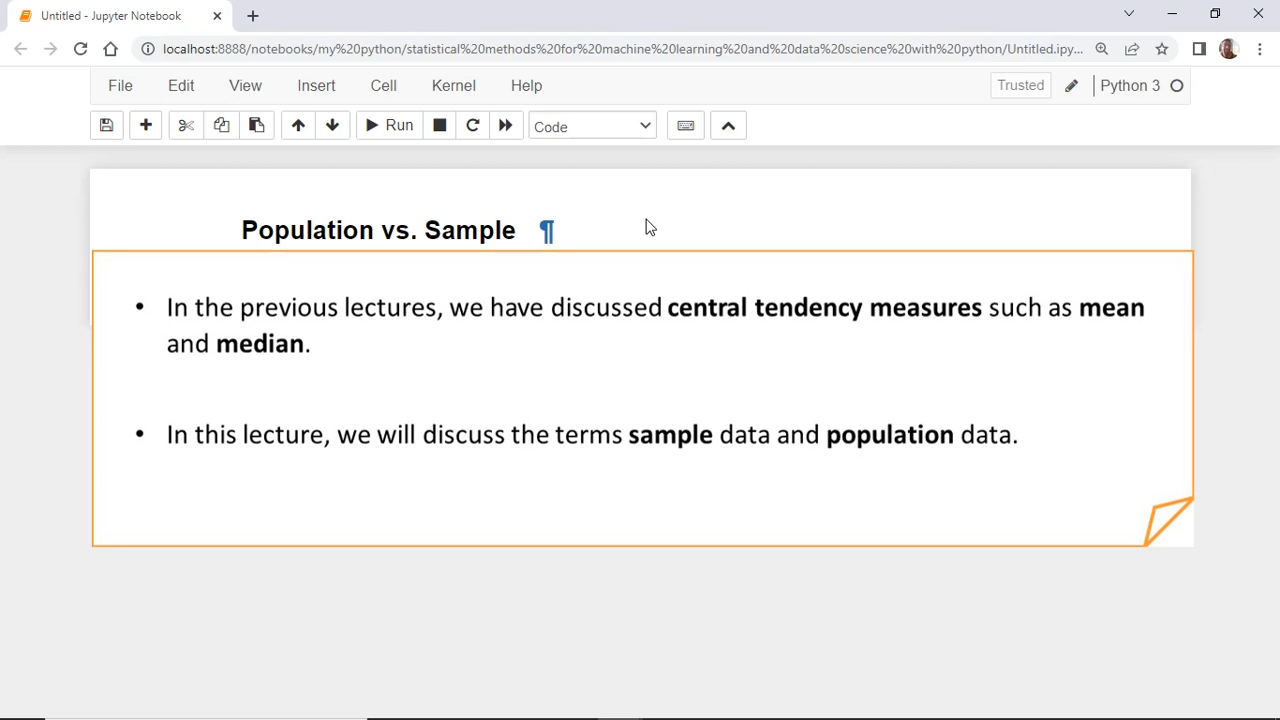 Untitled - Jupyter Notebook
localhost:8888/notebooks/my%20python/statistical%20methods%20for%20machine%20learning%20and%20data%20science%20with%20python/Untitled.ipy...
File Edit View Insert Cell Kernel Help Trusted Python 3
Run Code
Population vs. Sample ¶
• In the previous lectures, we have discussed central tendency measures such as mean
and median.
• In this lecture, we will discuss the terms sample data and population data.